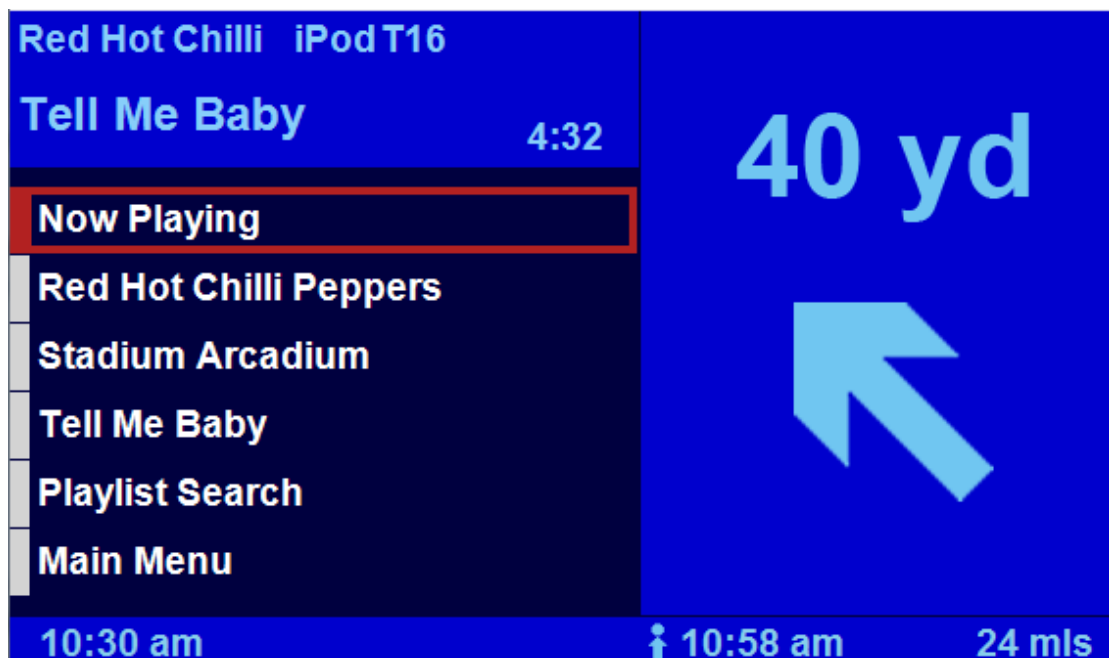 Red Hot Chilli iPod T16
Tell Me Baby 4:32
40 yd
Now Playing
Red Hot Chilli Peppers
Stadium Arcadium
Tell Me Baby
Playlist Search
Main Menu
10:30 am 10:58 am 24 mls